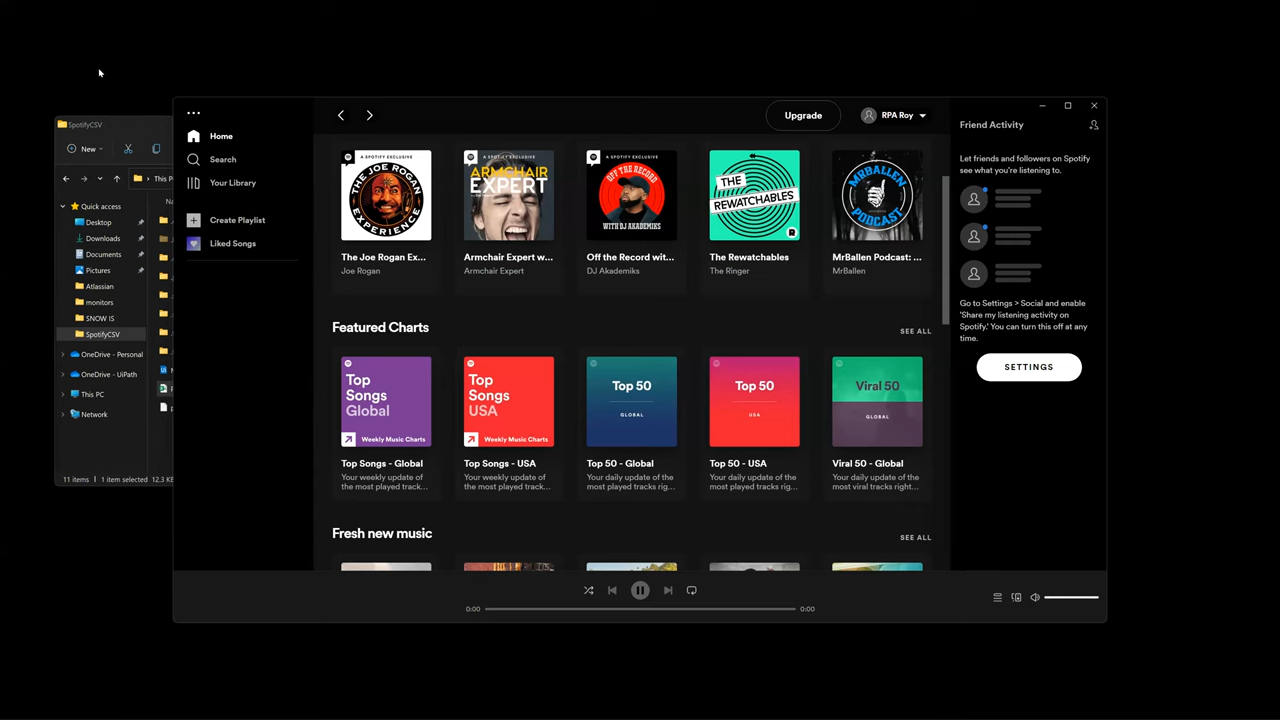 SpotifyCSV
New
This P
Quick access
Desktop
Downloads
Documents
Pictures
Atlassian
monitors
SNOW IS
SpotifyCSV
OneDrive - Personal
OneDrive - UiPath
This PC
Network
11 items
1 item selected 12.3 KB
Home
Search
Your Library
Create Playlist
Liked Songs
Upgrade
RPA Roy
A SPOTIFY EXCLUSIVE
THE JOE ROGAN EXPERIENCE
The Joe Rogan Ex...
Joe Rogan
A SPOTIFY EXCLUSIVE
ARMCHAIR
EXPERT
Armchair Expert w...
Armchair Expert
A SPOTIFY EXCLUSIVE
OFF THE RECORD
WITH DJ AKADEMIKS
Off the Record wit...
DJ Akademiks
THE
REWATCHABLES
The Rewatchables
The Ringer
MRBALLEN
PODCAST
MrBallen Podcast: ...
MrBallen
Featured Charts
SEE ALL
Top
Songs
Global
Weekly Music Charts
Top Songs - Global
Your weekly update of
the most played track...
Top
Songs
USA
Weekly Music Charts
Top Songs - USA
Your weekly update of
the most played track...
Top 50
GLOBAL
Top 50 - Global
Your daily update of
the most played tracks rig...
Top 50
USA
Top 50 - USA
Your daily update of
the most played tracks rig...
Viral 50
GLOBAL
Viral 50 - Global
Your daily update of
the most viral tracks right...
Fresh new music
SEE ALL
0:00
0:00
Friend Activity
Let friends and followers on Spotify
see what you're listening to.
Go to Settings > Social and enable
'Share my listening activity on
Spotify.' You can turn this off at any
time.
SETTINGS